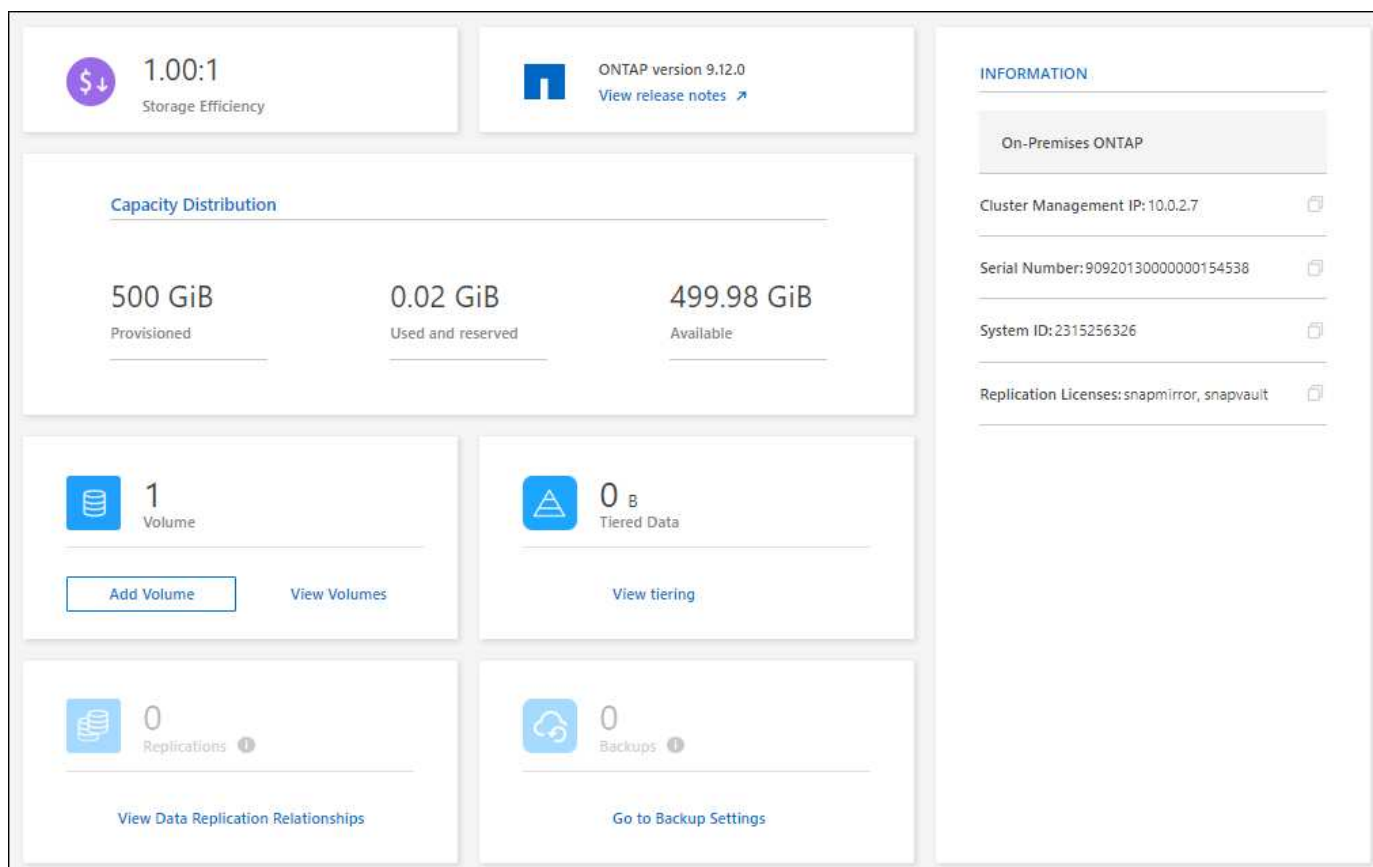 1.00:1
Storage Efficiency
ONTAP version 9.12.0
View release notes
Capacity Distribution
500 GiB
Provisioned
0.02 GiB
Used and reserved
499.98 GiB
Available
1
Volume
Add Volume
View Volumes
0 B
Tiered Data
View tiering
0
Replications
View Data Replication Relationships
0
Backups
Go to Backup Settings
INFORMATION
On-Premises ONTAP
Cluster Management IP: 10.0.2.7
Serial Number: 90920130000000154538
System ID: 2315256326
Replication Licenses: snapmirror, snapvault